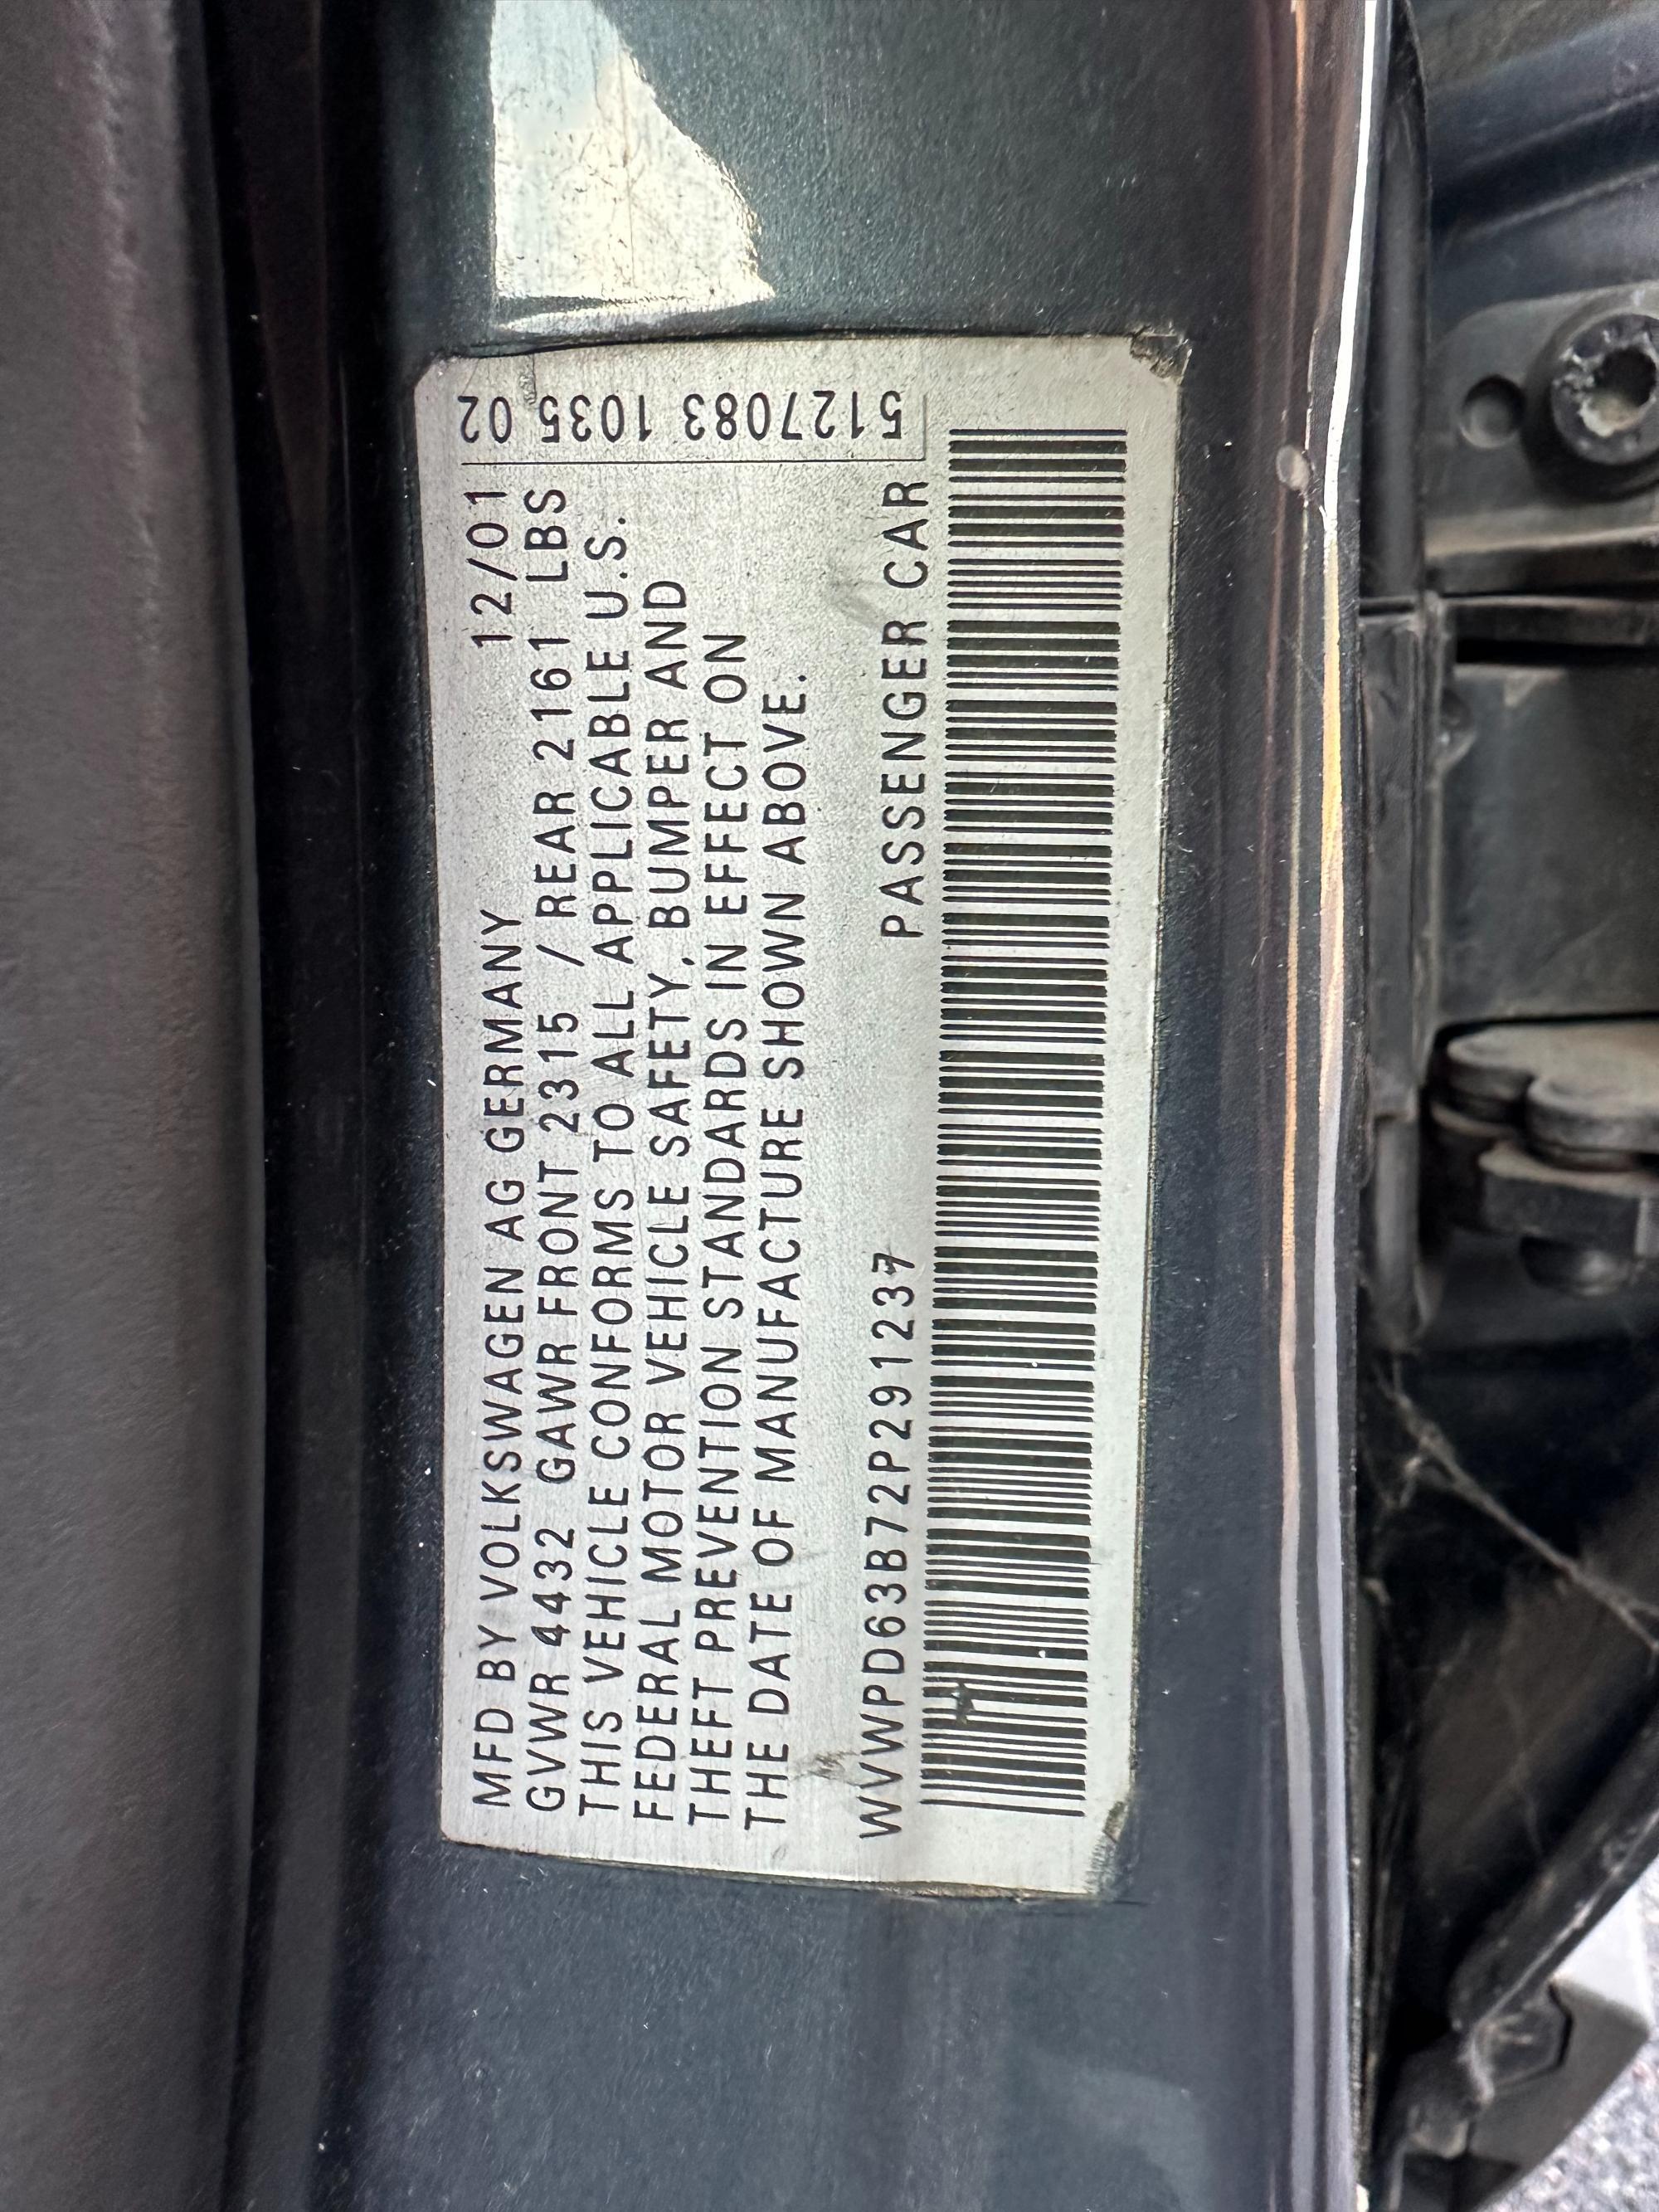 MFD BY VOLKSWAGEN AG GERMANY 12/01
GVWR 4432 GAWR FRONT 2315 / REAR 2161 LBS
THIS VEHICLE CONFORMS TO ALL APPLICABLE U.S.
FEDERAL MOTOR VEHICLE SAFETY, BUMPER AND
THEFT PREVENTION STANDARDS IN EFFECT ON
THE DATE OF MANUFACTURE SHOWN ABOVE.
WVWPD63B72P291237 PASSENGER CAR
5127083 1035 02